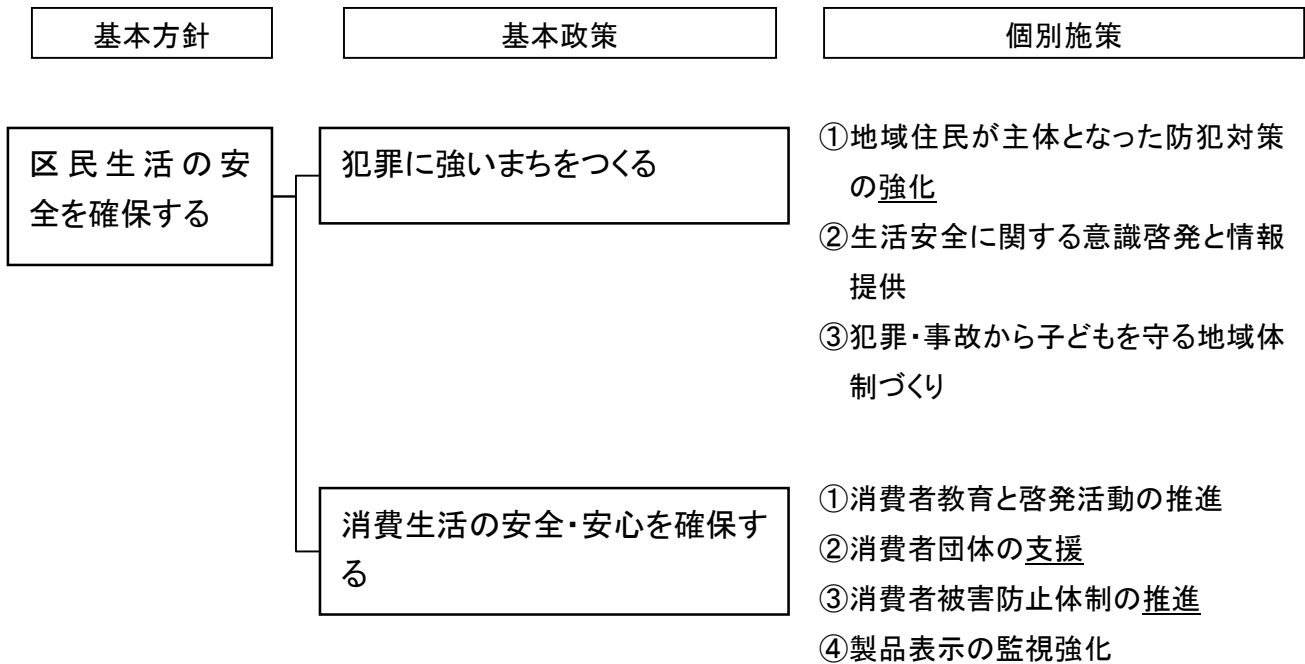 基本方針
基本政策
個別施策
区民生活の安
全を確保する
犯罪に強いまちをつくる
①地域住民が主体となった防犯対策
の強化
②生活安全に関する意識啓発と情報
提供
③犯罪・事故から子どもを守る地域体
制づくり
消費生活の安全・安心を確保す
る
①消費者教育と啓発活動の推進
②消費者団体の支援
③消費者被害防止体制の推進
④製品表示の監視強化